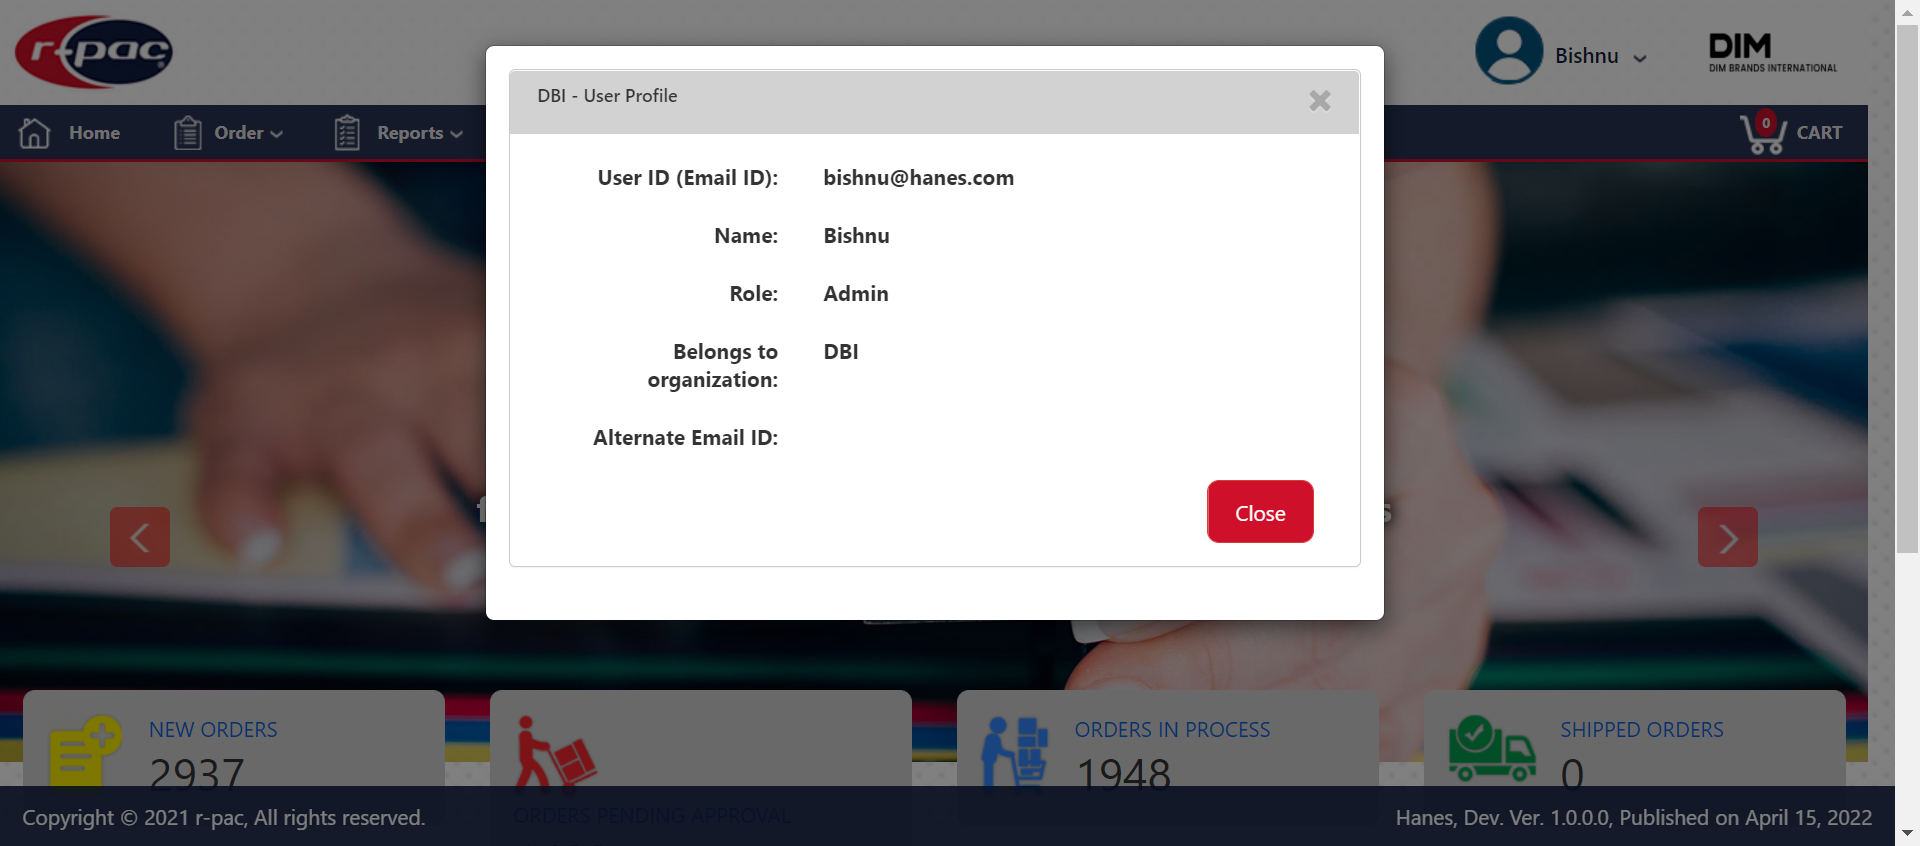 r-pac
Bishnu
DIM
DIM BRANDS INTERNATIONAL
Home
Order
Reports
0
CART
DBI - User Profile
User ID (Email ID): bishnu@hanes.com
Name: Bishnu
Role: Admin
Belongs to organization: DBI
Alternate Email ID:
Close
NEW ORDERS
2937
ORDERS PENDING APPROVAL
ORDERS IN PROCESS
1948
SHIPPED ORDERS
0
Copyright © 2021 r-pac, All rights reserved.
Hanes, Dev. Ver. 1.0.0.0, Published on April 15, 2022